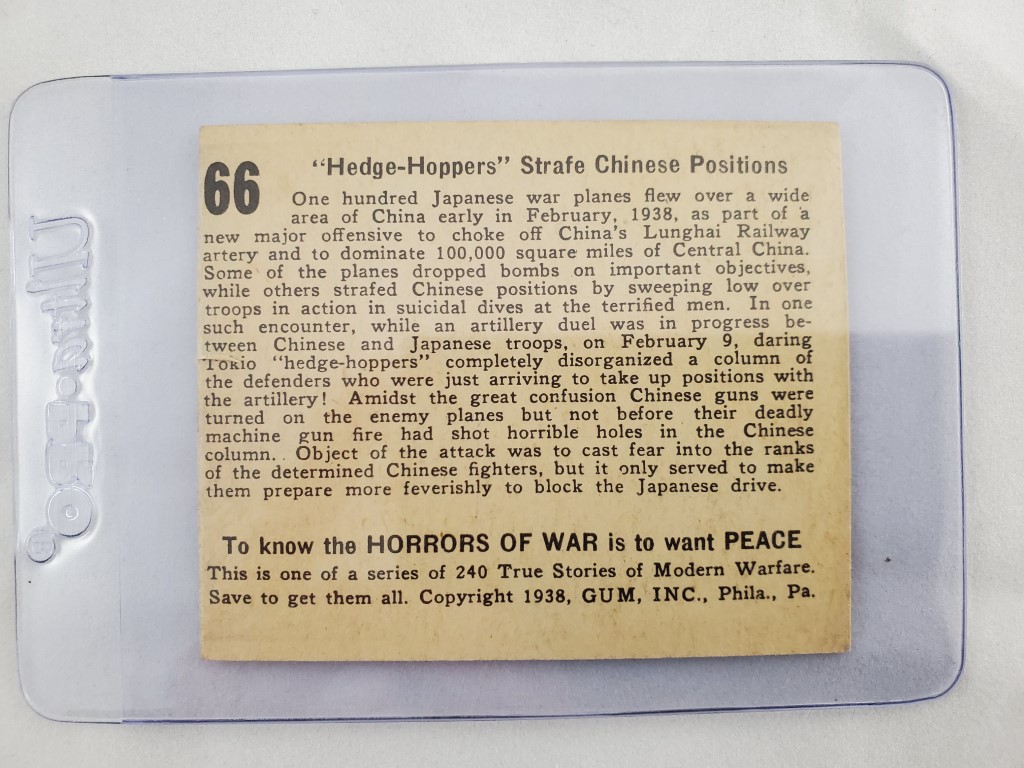 66
"Hedge-Hoppers" Strafe Chinese Positions
One hundred Japanese war planes flew over a wide
area of China early in February, 1938, as part of a
new major offensive to choke off China's Lunghai Railway
artery and to dominate 100,000 square miles of Central China.
Some of the planes dropped bombs on important objectives,
while others strafed Chinese positions by sweeping low over
troops in action in suicidal dives at the terrified men. In one
such encounter, while an artillery duel was in progress be-
tween Chinese and Japanese troops, on February 9, daring
Tokio "hedge-hoppers" completely disorganized a column of
the defenders who were just arriving to take up positions with
the artillery! Amidst the great confusion Chinese guns were
turned on the enemy planes but not before their deadly
machine gun fire had shot horrible holes in the Chinese
column. Object of the attack was to cast fear into the ranks
of the determined Chinese fighters, but it only served to make
them prepare more feverishly to block the Japanese drive.
To know the HORRORS OF WAR is to want PEACE
This is one of a series of 240 True Stories of Modern Warfare.
Save to get them all. Copyright 1938, GUM, INC., Phila., Pa.
Ultra·PRO®